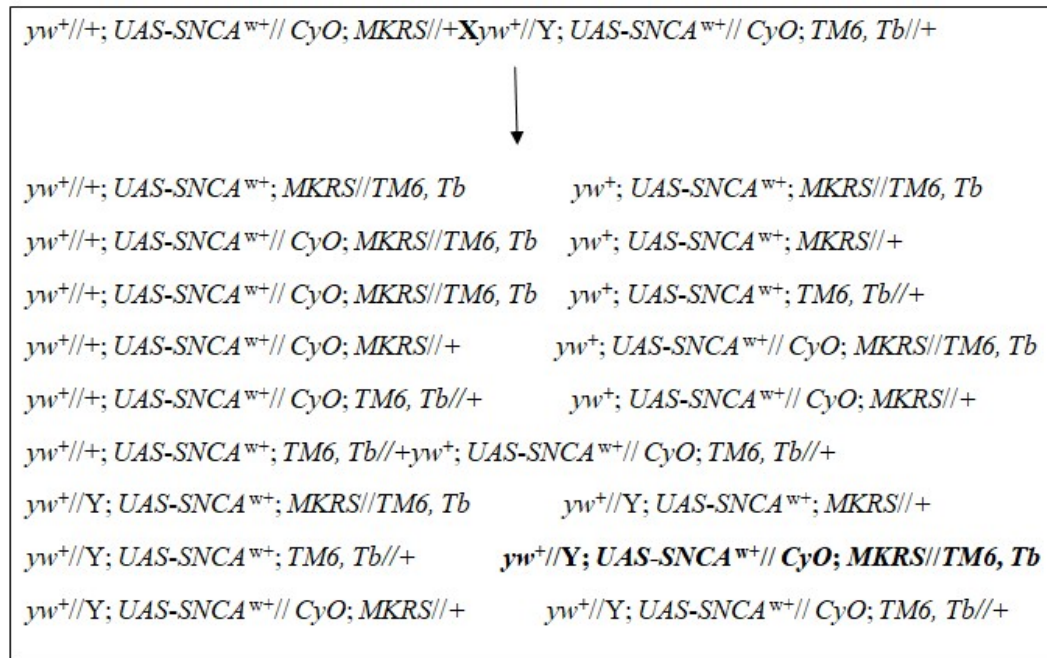 yw⁺//+; UAS-SNCA ʷ⁺// CyO; MKRS//+Xyw⁺//Y; UAS-SNCA ʷ⁺// CyO; TM6, Tb//+
yw⁺//+; UAS-SNCA ʷ⁺; MKRS//TM6, Tb yw⁺; UAS-SNCA ʷ⁺; MKRS//TM6, Tb
yw⁺//+; UAS-SNCA ʷ⁺// CyO; MKRS//TM6, Tb yw⁺; UAS-SNCA ʷ⁺; MKRS//+
yw⁺//+; UAS-SNCA ʷ⁺// CyO; MKRS//TM6, Tb yw⁺; UAS-SNCA ʷ⁺; TM6, Tb//+
yw⁺//+; UAS-SNCA ʷ⁺// CyO; MKRS//+ yw⁺; UAS-SNCA ʷ⁺// CyO; MKRS//TM6, Tb
yw⁺//+; UAS-SNCA ʷ⁺// CyO; TM6, Tb//+ yw⁺; UAS-SNCA ʷ⁺// CyO; MKRS//+
yw⁺//+; UAS-SNCA ʷ⁺; TM6, Tb//+yw⁺; UAS-SNCA ʷ⁺// CyO; TM6, Tb//+
yw⁺//Y; UAS-SNCA ʷ⁺; MKRS//TM6, Tb yw⁺//Y; UAS-SNCA ʷ⁺; MKRS//+
yw⁺//Y; UAS-SNCA ʷ⁺; TM6, Tb//+ yw⁺//Y; UAS-SNCA ʷ⁺// CyO; MKRS//TM6, Tb
yw⁺//Y; UAS-SNCA ʷ⁺// CyO; MKRS//+ yw⁺//Y; UAS-SNCA ʷ⁺// CyO; TM6, Tb//+